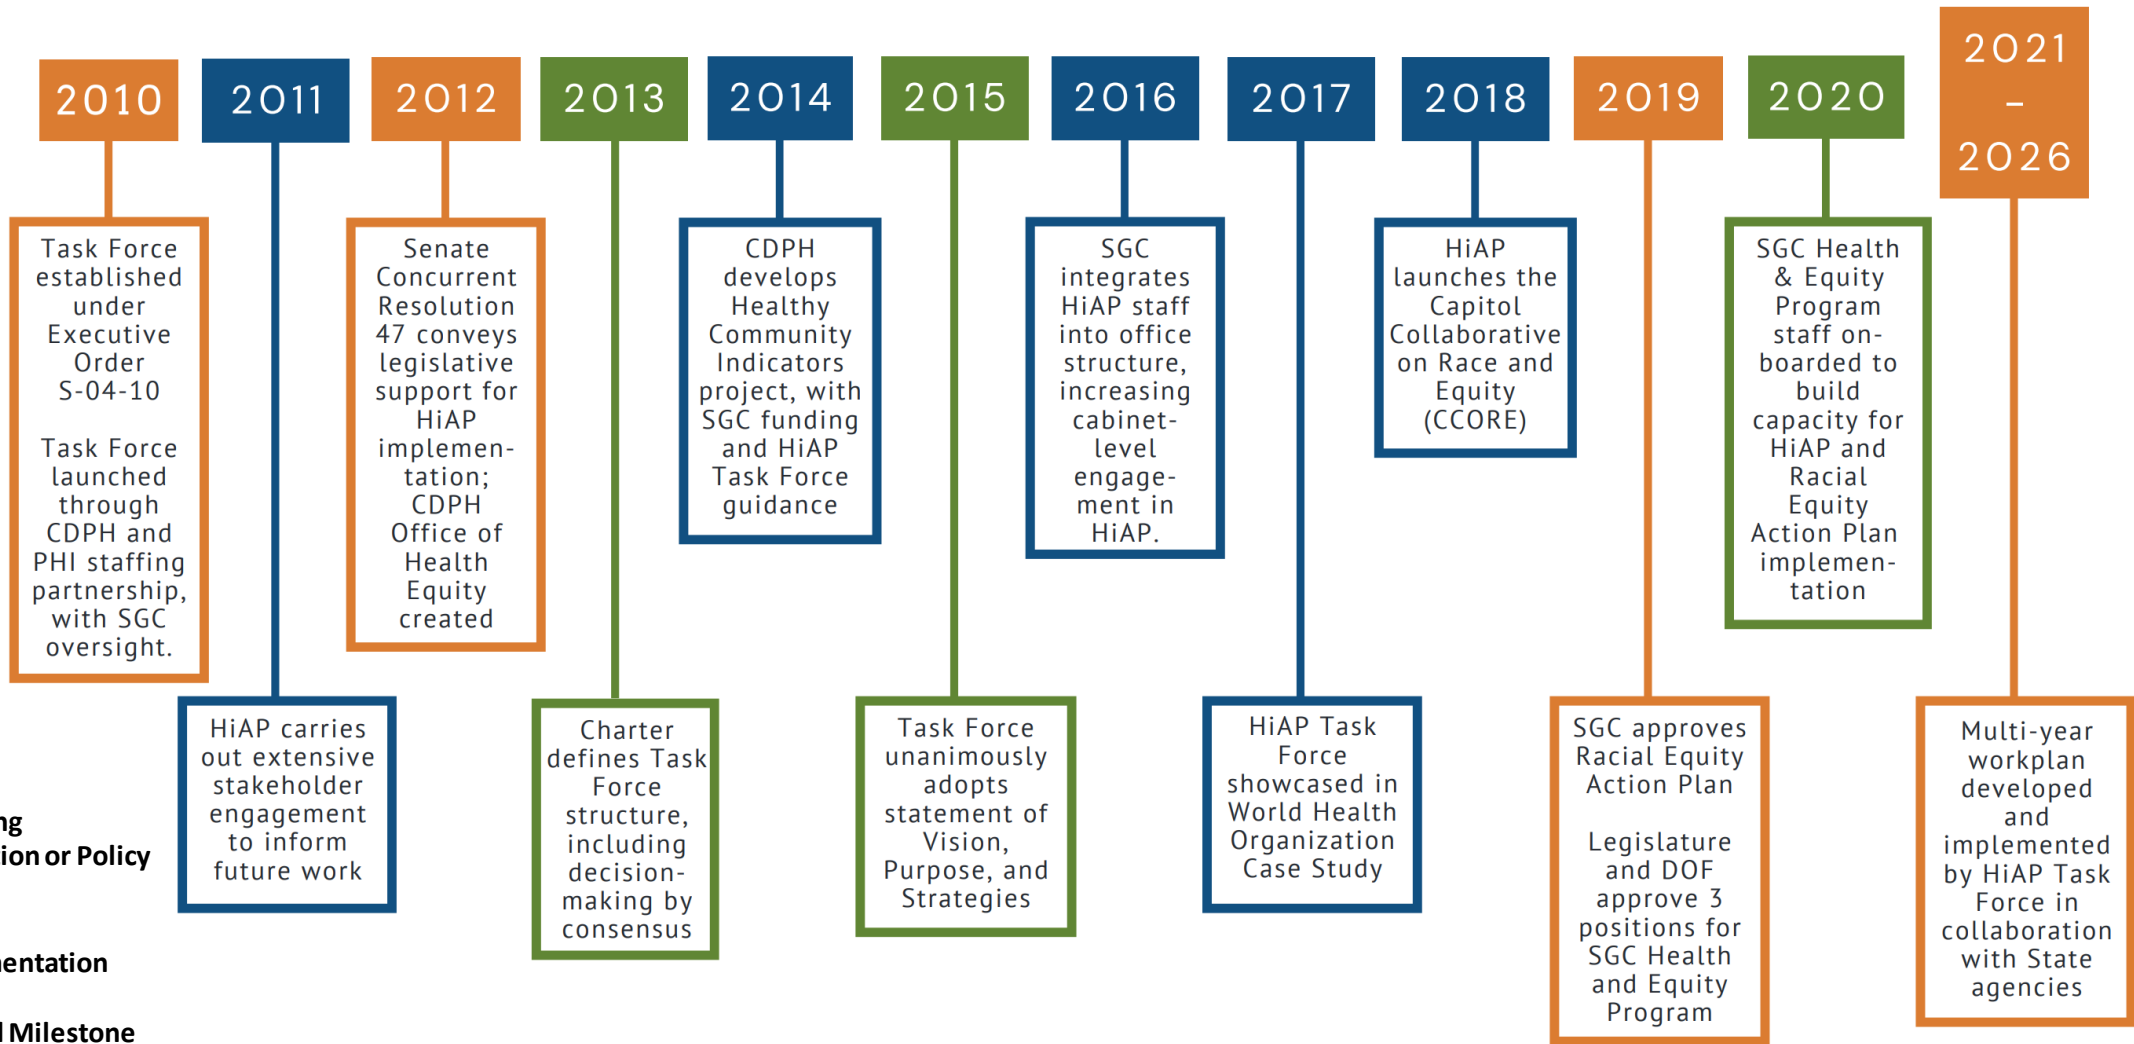 2010
2011
2012
2013
2014
2015
2016
2017
2018
2019
2020
2021
–
2026
Task Force
established
under
Executive
Order
S-04-10
Task Force
launched
through
CDPH and
PHI staffing
partnership,
with SGC
oversight.
HiAP carries
out extensive
stakeholder
engagement
to inform
future work
Senate
Concurrent
Resolution
47 conveys
legislative
support for
HiAP
implemen-
tation;
CDPH
Office of
Health
Equity
created
Charter
defines Task
Force
structure,
including
decision-
making by
consensus
CDPH
develops
Healthy
Community
Indicators
project, with
SGC funding
and HiAP
Task Force
guidance
Task Force
unanimously
adopts
statement of
Vision,
Purpose, and
Strategies
SGC
integrates
HiAP staff
into office
structure,
increasing
cabinet-
level
engage-
ment in
HiAP.
HiAP Task
Force
showcased in
World Health
Organization
Case Study
HiAP
launches the
Capitol
Collaborative
on Race and
Equity
(CCORE)
SGC approves
Racial Equity
Action Plan
Legislature
and DOF
approve 3
positions for
SGC Health
and Equity
Program
SGC Health
& Equity
Program
staff on-
boarded to
build
capacity for
HiAP and
Racial
Equity
Action Plan
implemen-
tation
Multi-year
workplan
developed
and
implemented
by HiAP Task
Force in
collaboration
with State
agencies
or Policy
Milestone